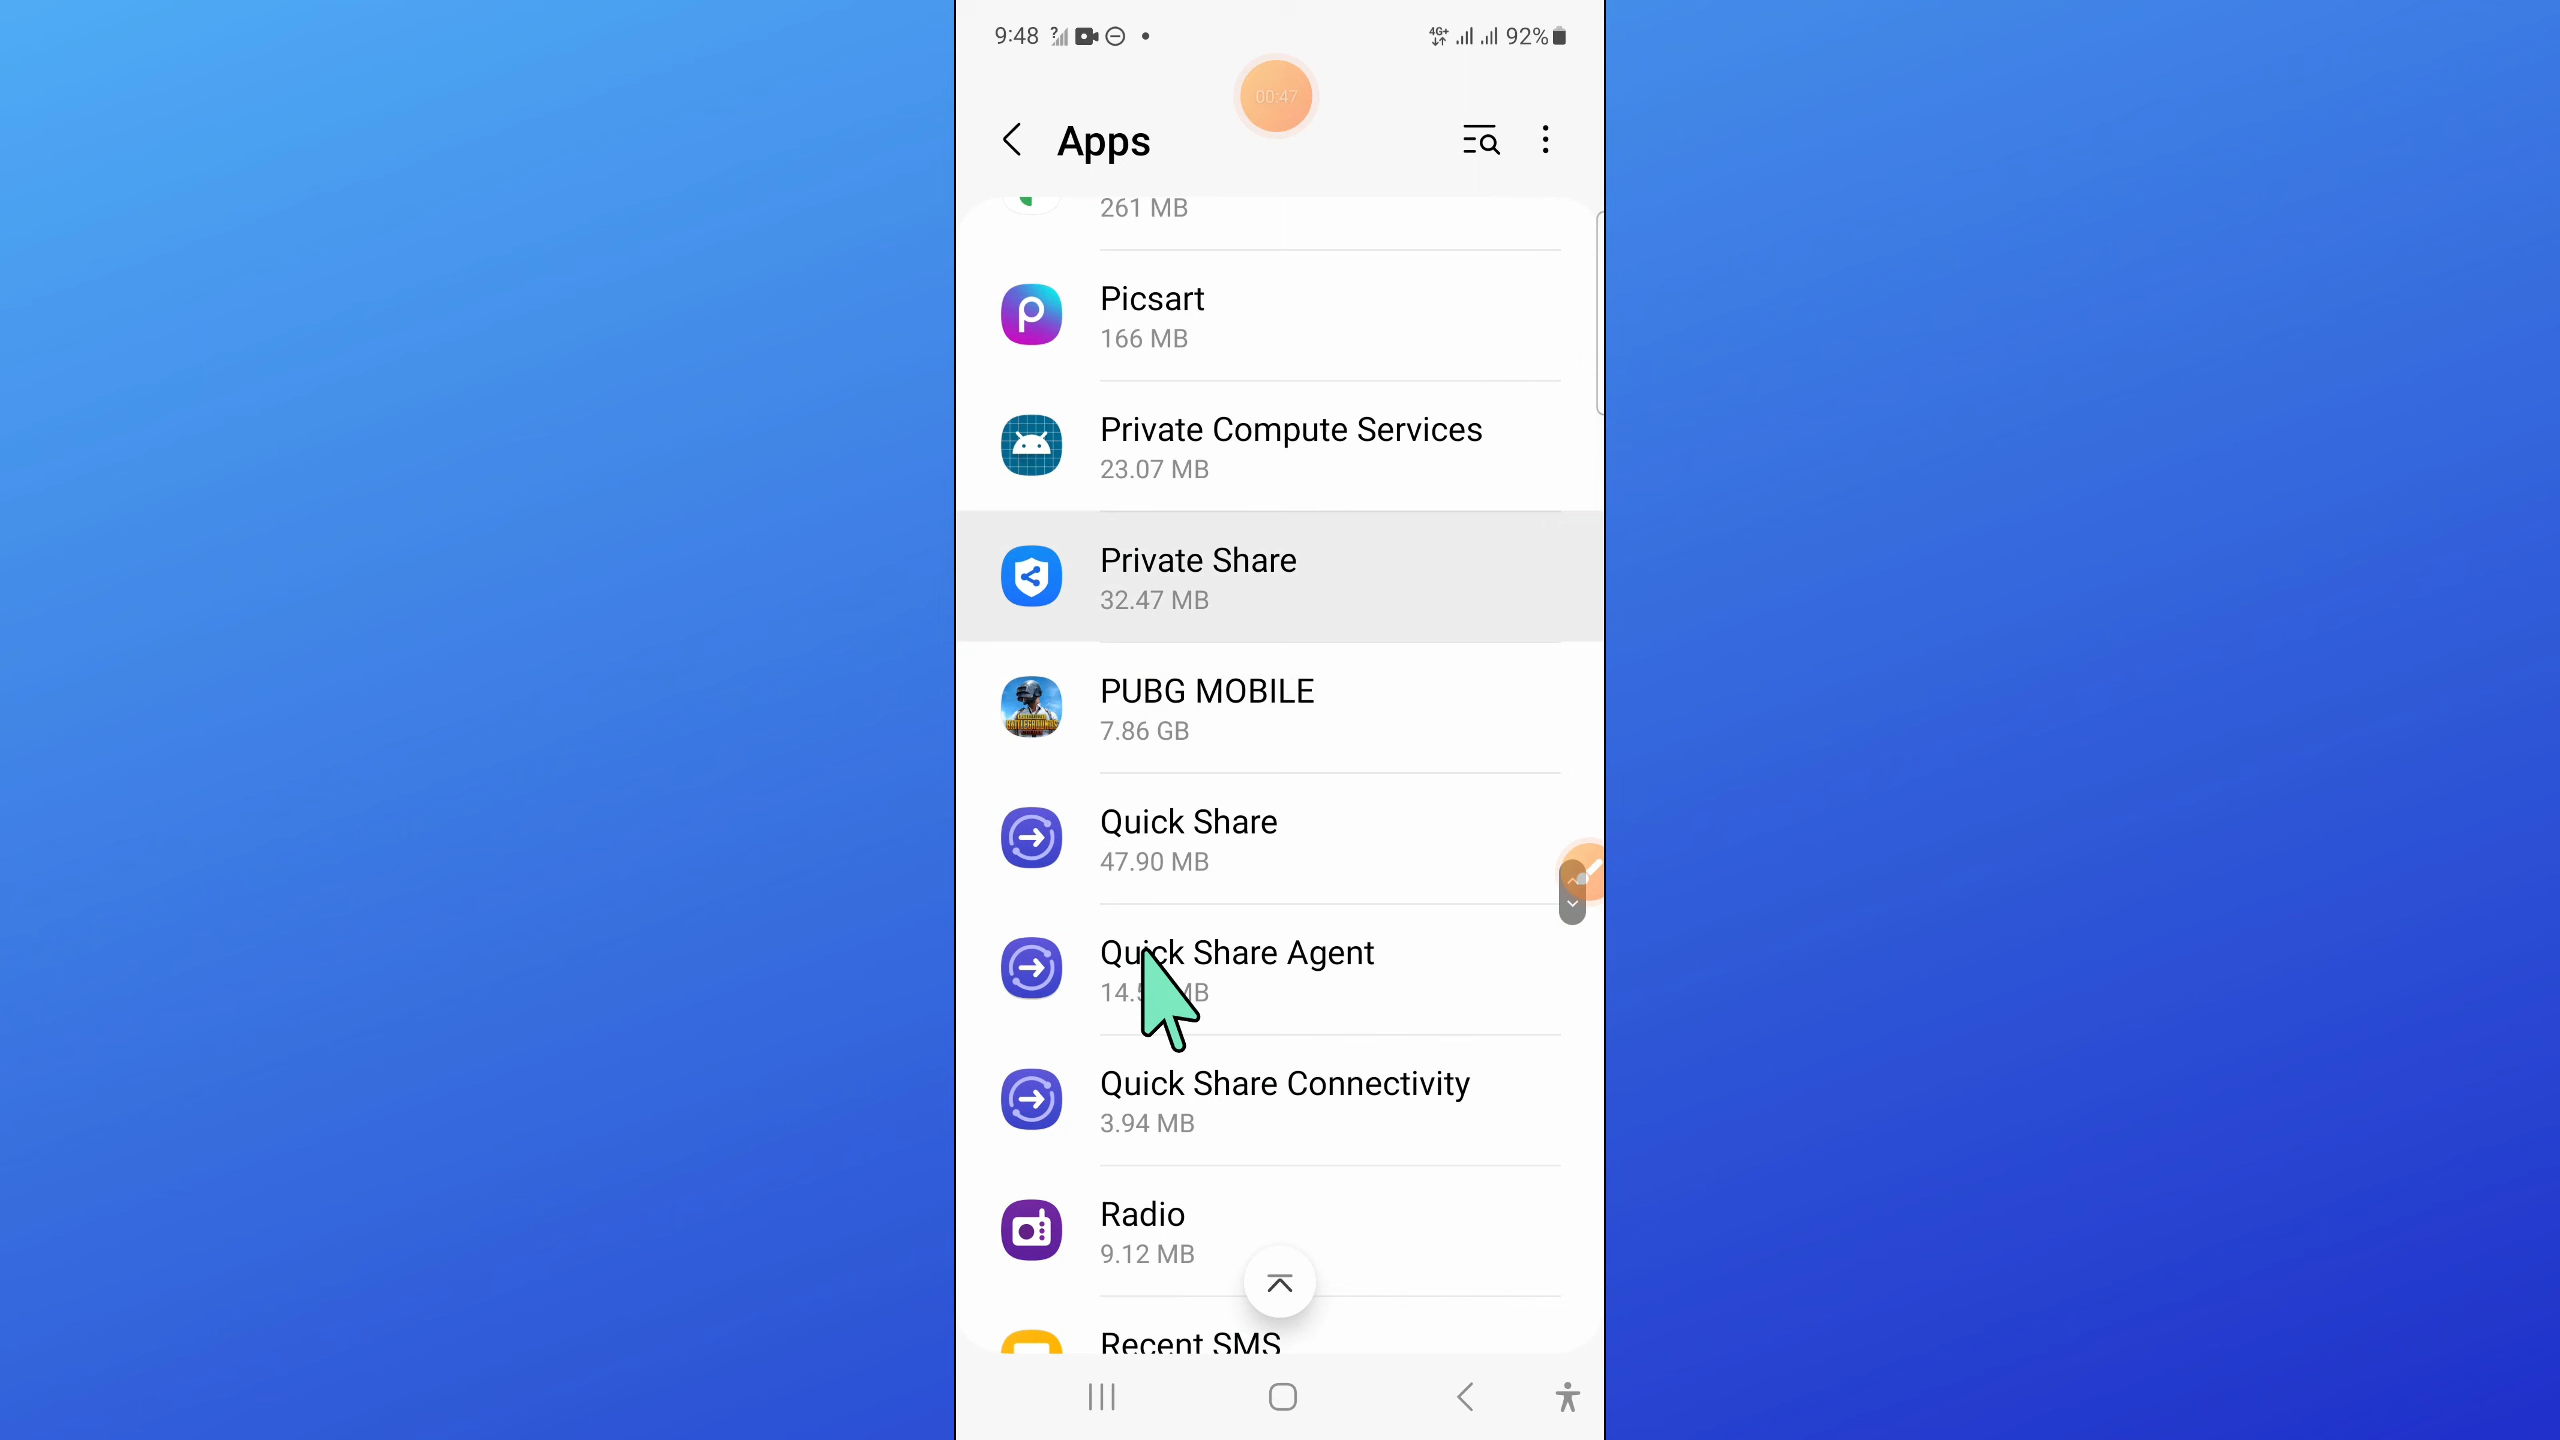 9:48
4G+ 92%
00:47
Apps
261 MB
Picsart
166 MB
Private Compute Services
23.07 MB
Private Share
32.47 MB
PUBG MOBILE
7.86 GB
Quick Share
47.90 MB
Quick Share Agent
MB
Quick Share Connectivity
3.94 MB
Radio
9.12 MB
Recent SMS